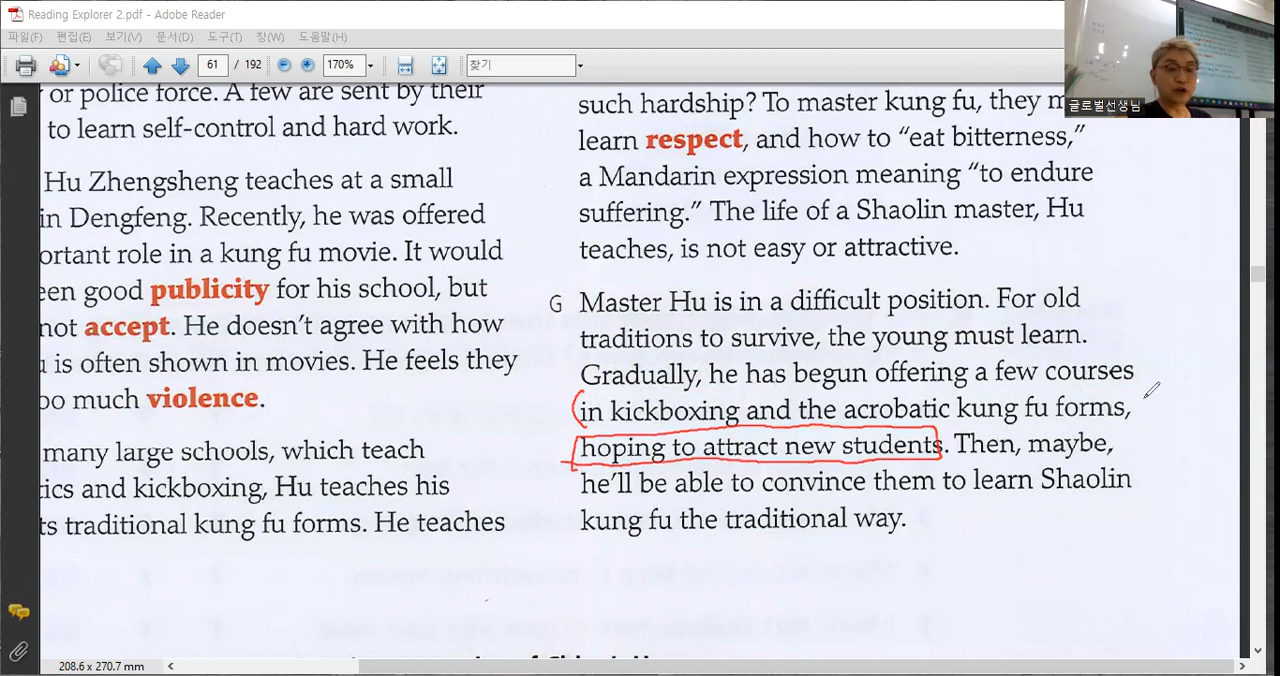 Reading Explorer 2.pdf - Adobe Reader
파일(F) 편집(E) 보기(V) 문서(D) 도구(T) 창(W) 도움말(H)
61 / 192 170% 찾기
글로벌선생님
or police force. A few are sent by their
to learn self-control and hard work.
Hu Zhengsheng teaches at a small
in Dengfeng. Recently, he was offered
ortant role in a kung fu movie. It would
een good publicity for his school, but
not accept. He doesn't agree with how
is often shown in movies. He feels they
oo much violence.
many large schools, which teach
tics and kickboxing, Hu teaches his
ts traditional kung fu forms. He teaches
such hardship? To master kung fu, they m
learn respect, and how to “eat bitterness,”
a Mandarin expression meaning “to endure
suffering.” The life of a Shaolin master, Hu
teaches, is not easy or attractive.
G Master Hu is in a difficult position. For old
traditions to survive, the young must learn.
Gradually, he has begun offering a few courses
in kickboxing and the acrobatic kung fu forms,
hoping to attract new students. Then, maybe,
he'll be able to convince them to learn Shaolin
kung fu the traditional way.
208.6 x 270.7 mm